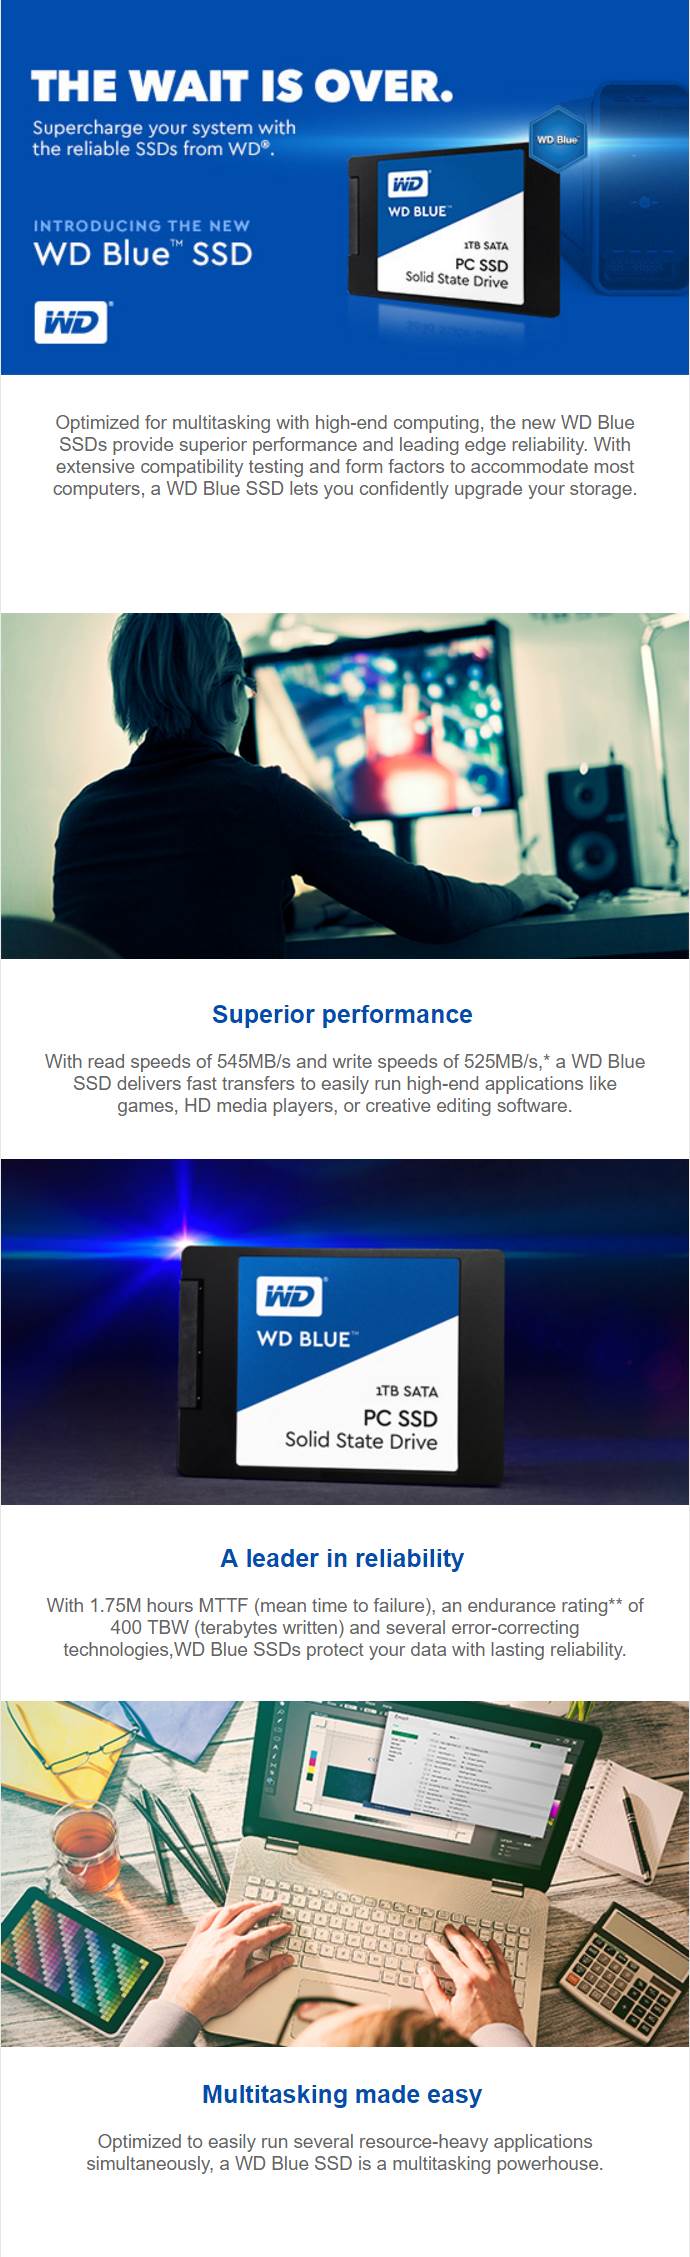 THE WAIT IS OVER.
Supercharge your system with
the reliable SSDs from WD®.
WD Blue™
INTRODUCING THE NEW
WD Blue™ SSD
WD®
WD®
WD BLUE™
1TB SATA
PC SSD
Solid State Drive
Optimized for multitasking with high-end computing, the new WD Blue
SSDs provide superior performance and leading edge reliability. With
extensive compatibility testing and form factors to accommodate most
computers, a WD Blue SSD lets you confidently upgrade your storage.
Superior performance
With read speeds of 545MB/s and write speeds of 525MB/s,* a WD Blue
SSD delivers fast transfers to easily run high-end applications like
games, HD media players, or creative editing software.
WD®
WD BLUE™
1TB SATA
PC SSD
Solid State Drive
A leader in reliability
With 1.75M hours MTTF (mean time to failure), an endurance rating** of
400 TBW (terabytes written) and several error-correcting
technologies,WD Blue SSDs protect your data with lasting reliability.
Multitasking made easy
Optimized to easily run several resource-heavy applications
simultaneously, a WD Blue SSD is a multitasking powerhouse.